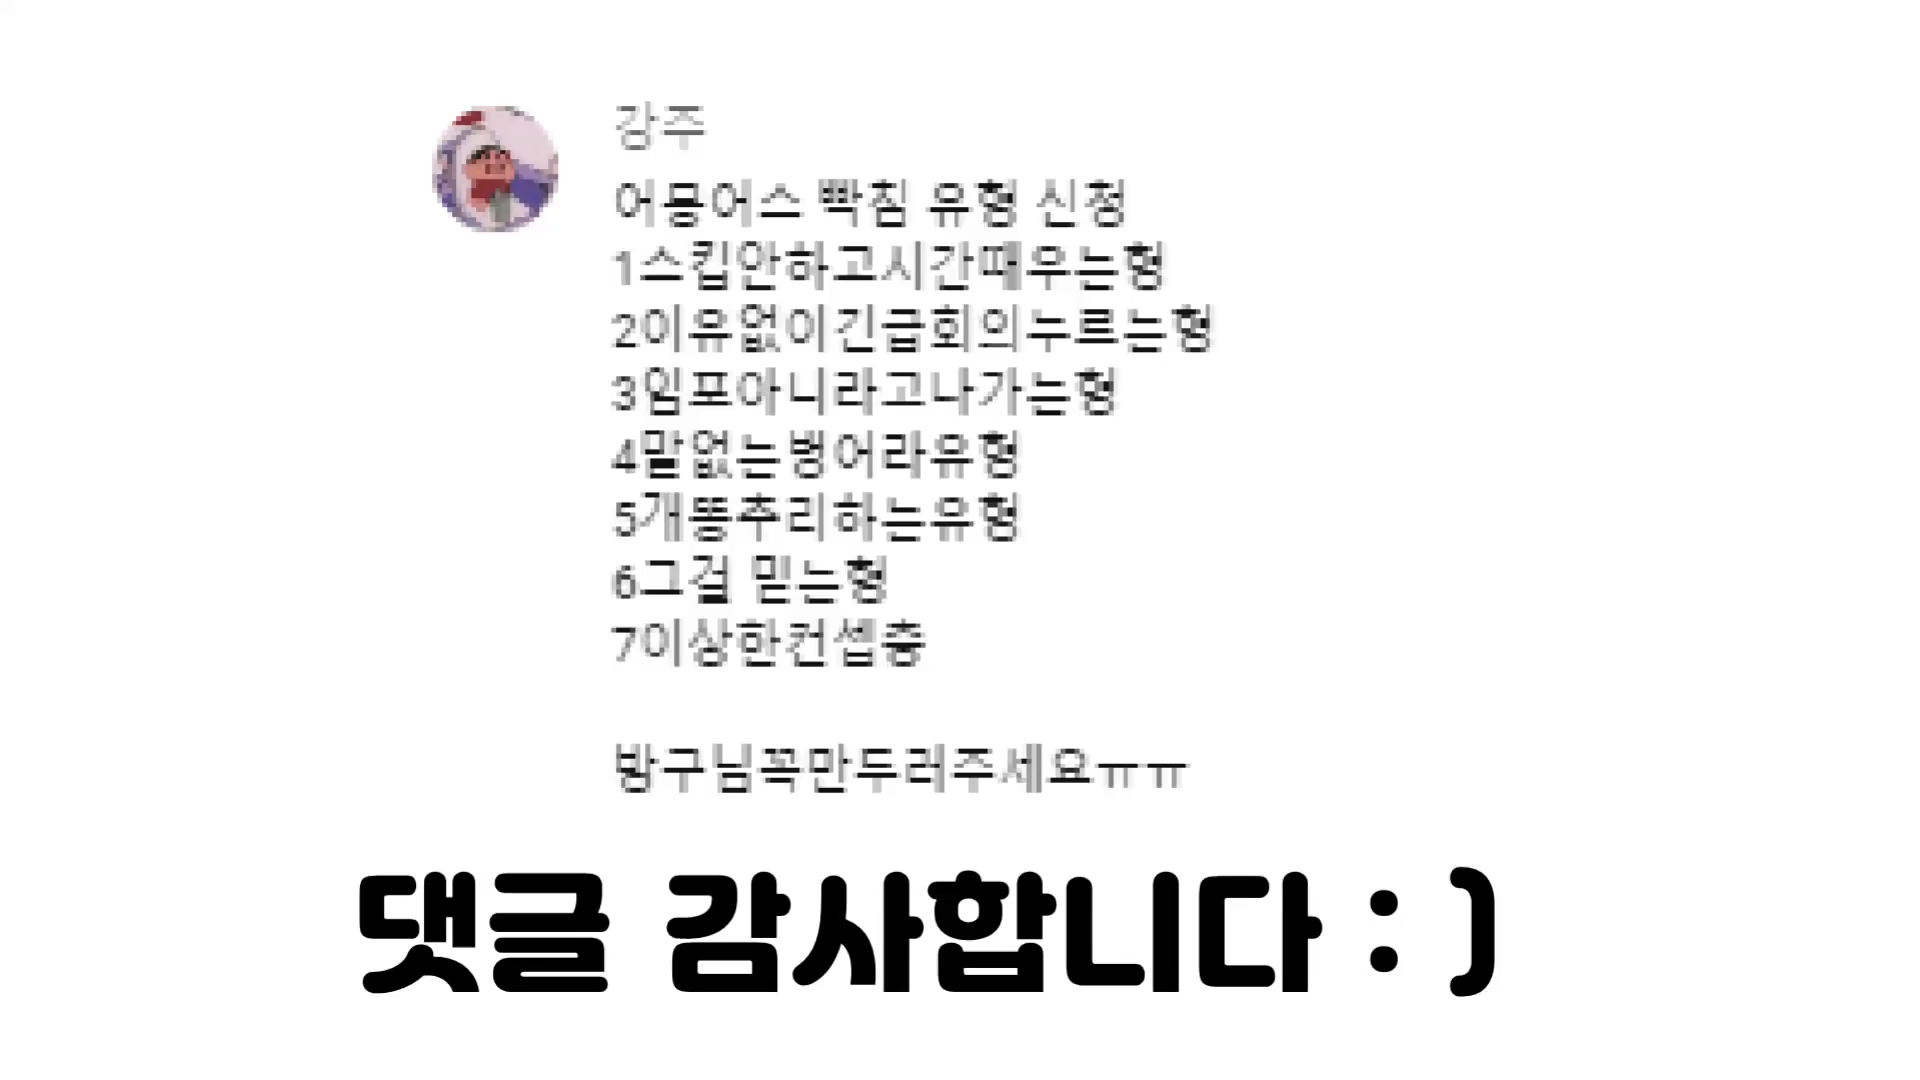 강주
어몽어스 빡침 유형 신청
1스킵안하고시간때우는형
2이유없이긴급회의누르는형
3임포아니라고나가는형
4말없는벙어라유형
5개똥추리하는유형
6그걸 믿는형
7이상한컨셉충
방구님꼭만두러주세요ㅠㅠ
댓글 감사합니다 : )